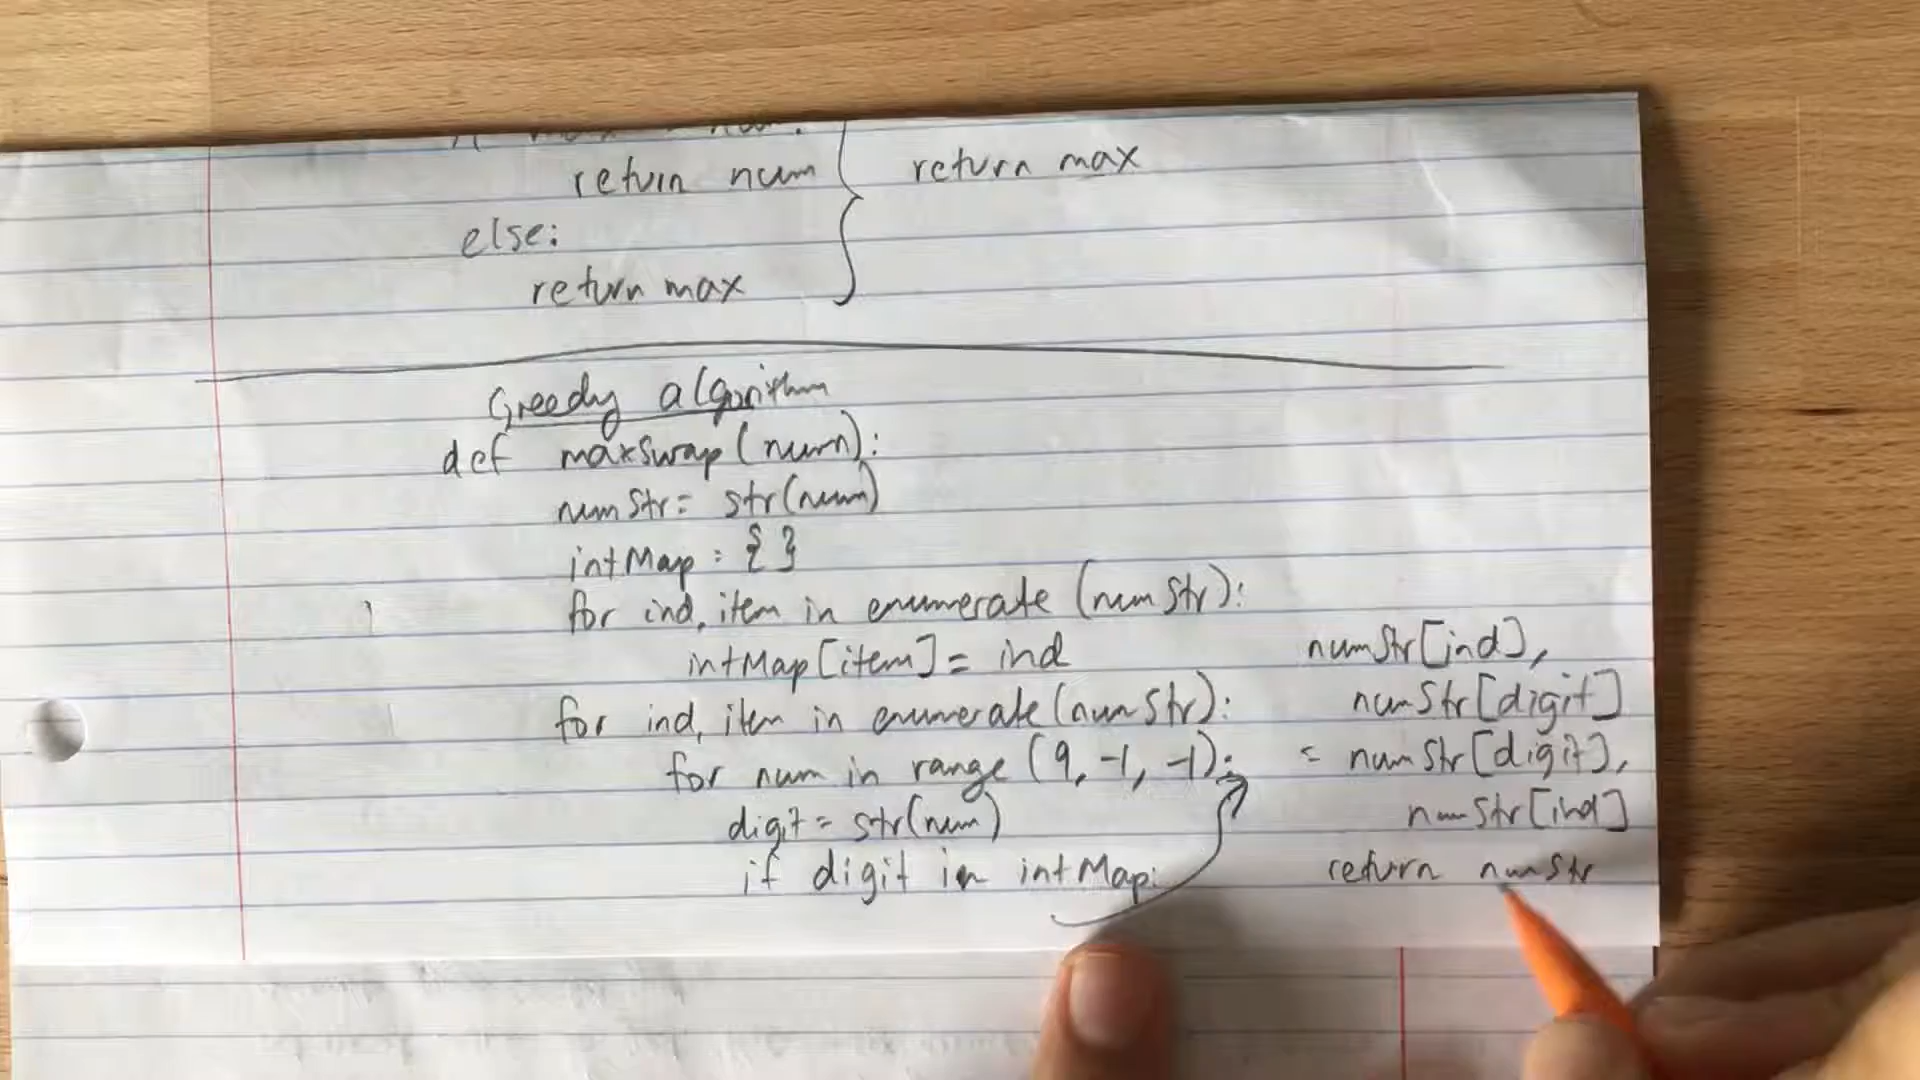 return num
return max
else:
return max
Greedy algorithm
def maxswap(num):
numStr= str(num)
intMap = { }
for ind, item in enumerate (numStr):
intMap[item] = ind
for ind, item in enumerate(numStr):
for num in range (9, -1, -1):
digit = str(num)
if digit in intMap:
numStr[ind],
numStr[digit]
= numStr[digit],
numStr[ind]
return numStr